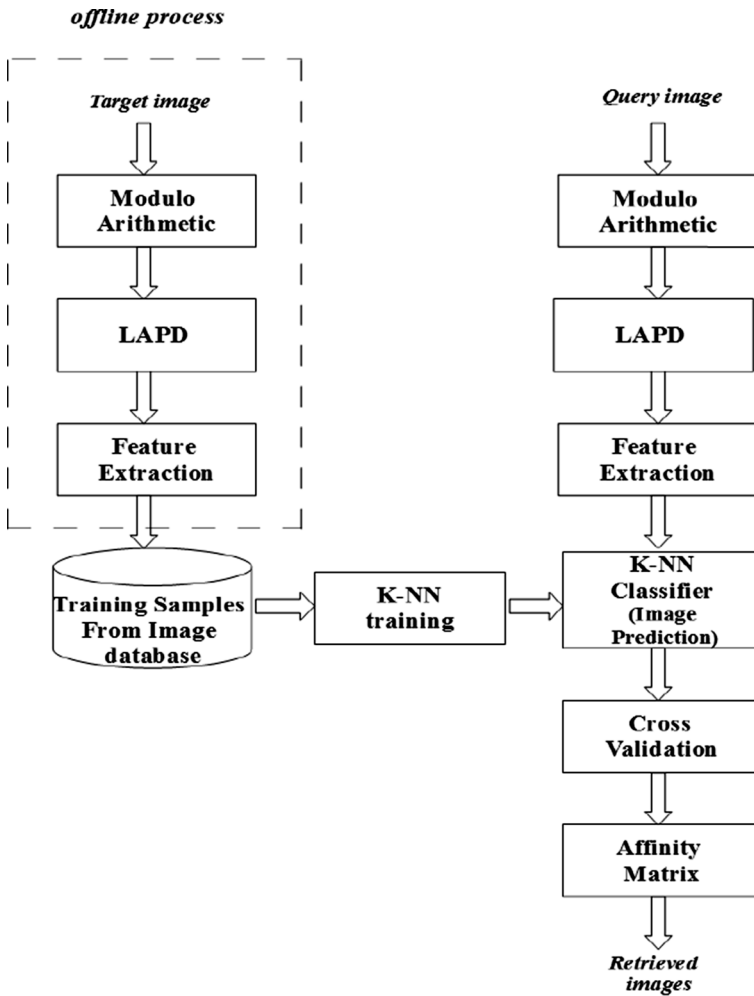 offline process
Target image
Modulo
Arithmetic
LAPD
Feature
Extraction
Training Samples
From Image
database
K-NN
training
Query image
Modulo
Arithmetic
LAPD
Feature
Extraction
K-NN
Classifier
(Image
Prediction)
Cross
Validation
Affinity
Matrix
Retrieved
images